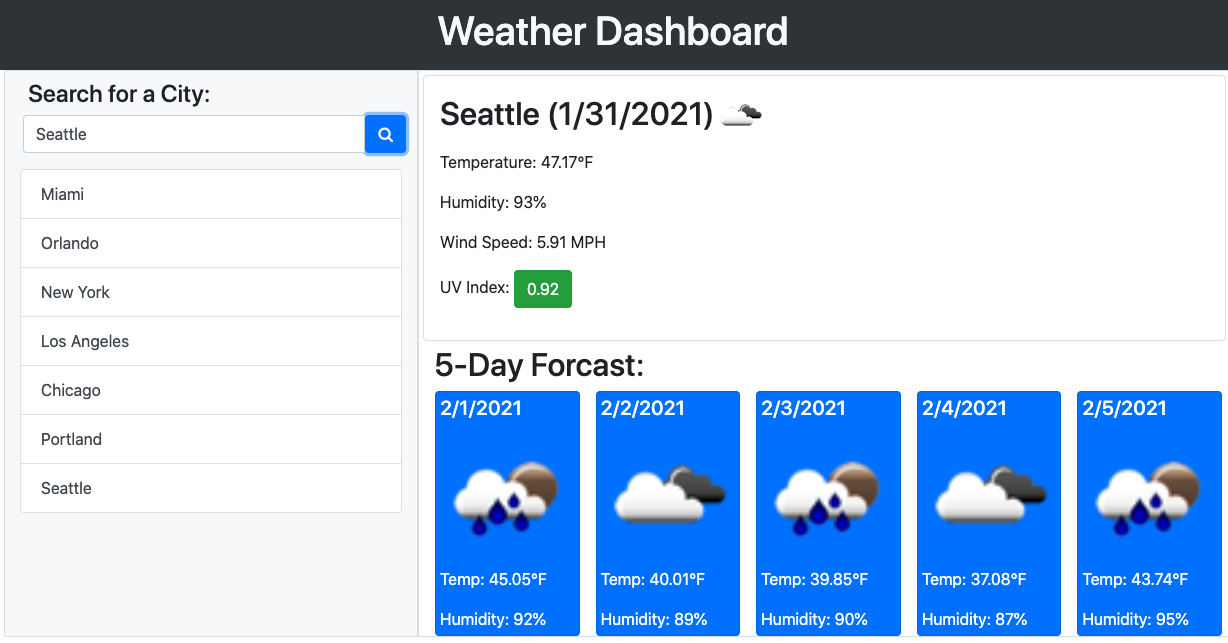 Weather Dashboard
Search for a City:
Seattle
Miami
Orlando
New York
Los Angeles
Chicago
Portland
Seattle
Seattle (1/31/2021)
Temperature: 47.17°F
Humidity: 93%
Wind Speed: 5.91 MPH
UV Index: 0.92
5-Day Forcast:
2/1/2021
Temp: 45.05°F
Humidity: 92%
2/2/2021
Temp: 40.01°F
Humidity: 89%
2/3/2021
Temp: 39.85°F
Humidity: 90%
2/4/2021
Temp: 37.08°F
Humidity: 87%
2/5/2021
Temp: 43.74°F
Humidity: 95%